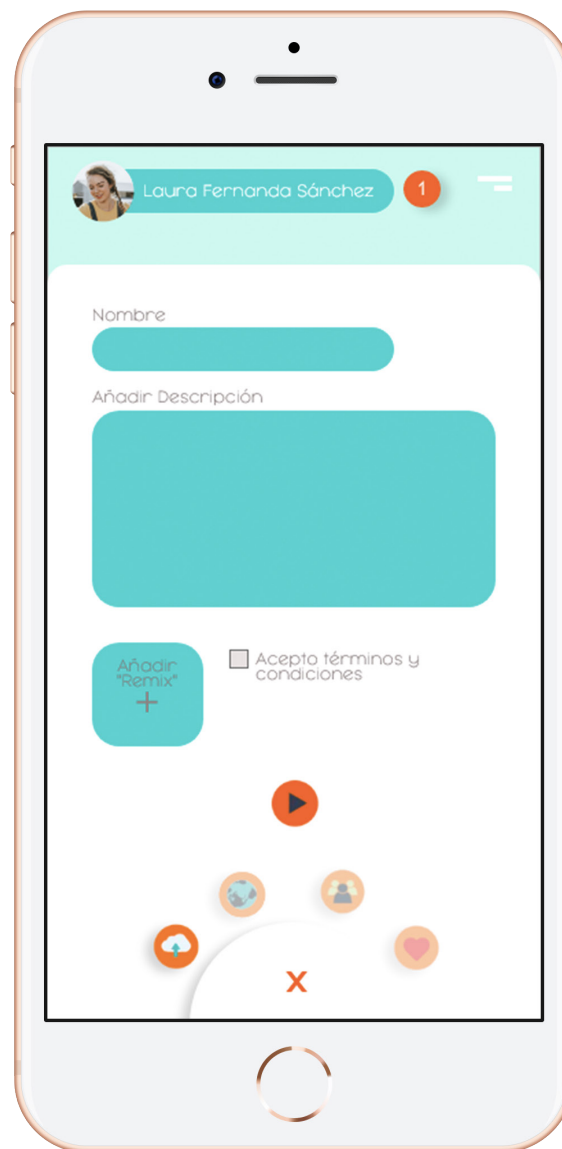 Laura Fernanda Sánchez
1
Nombre
Añadir Descripción
Añadir
"Remix"
+
Acepto términos y
condiciones
X